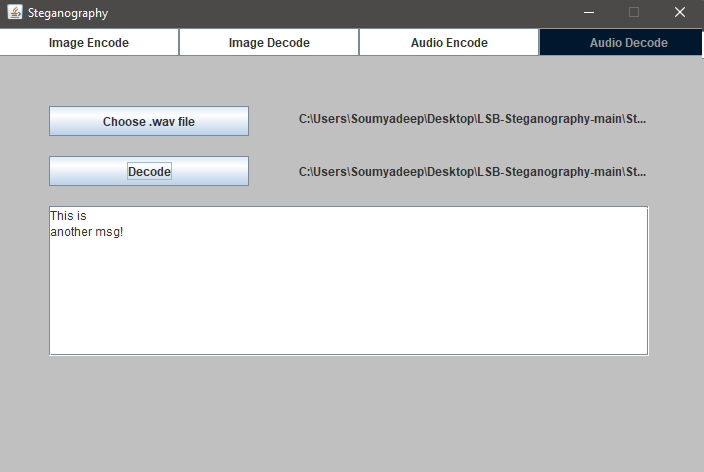 Steganography
Image Encode Image Decode Audio Encode Audio Decode
Choose .wav file C:\Users\Soumyadeep\Desktop\LSB-Steganography-main\St...
Decode C:\Users\Soumyadeep\Desktop\LSB-Steganography-main\St...
This is
another msg!